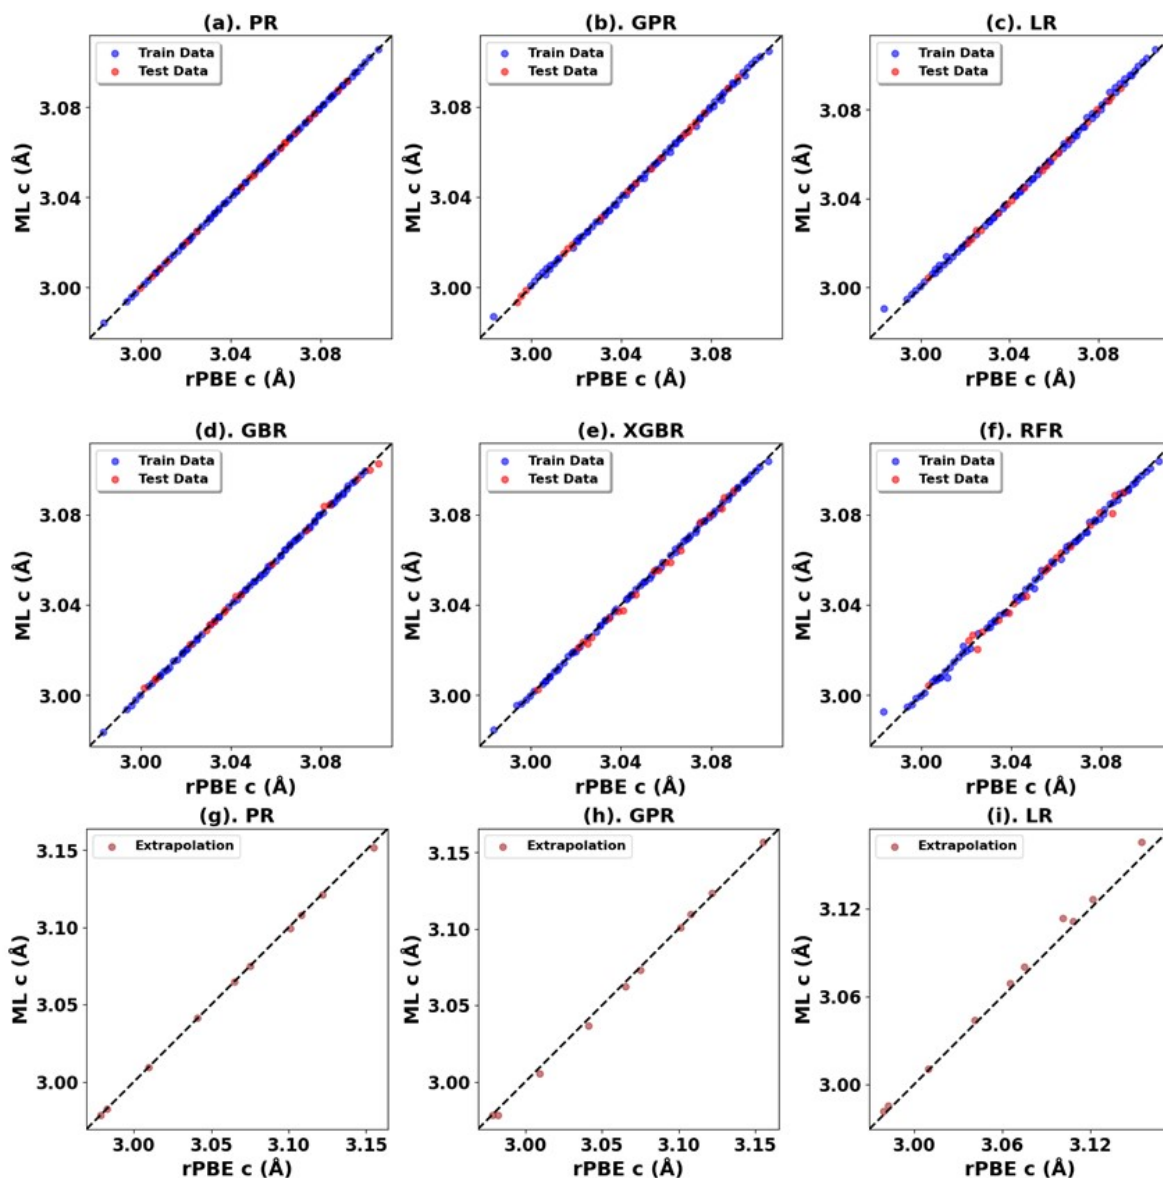 (a). PR
Train Data
Test Data
ML c (Å)
3.08
3.04
3.00
3.00 3.04 3.08
rPBE c (Å)
(b). GPR
Train Data
Test Data
ML c (Å)
3.08
3.04
3.00
3.00 3.04 3.08
rPBE c (Å)
(c). LR
Train Data
Test Data
ML c (Å)
3.08
3.04
3.00
3.00 3.04 3.08
rPBE c (Å)
(d). GBR
Train Data
Test Data
ML c (Å)
3.08
3.04
3.00
3.00 3.04 3.08
rPBE c (Å)
(e). XGBR
Train Data
Test Data
ML c (Å)
3.08
3.04
3.00
3.00 3.04 3.08
rPBE c (Å)
(f). RFR
Train Data
Test Data
ML c (Å)
3.08
3.04
3.00
3.00 3.04 3.08
rPBE c (Å)
(g). PR
Extrapolation
ML c (Å)
3.15
3.10
3.05
3.00
3.00 3.05 3.10 3.15
rPBE c (Å)
(h). GPR
Extrapolation
ML c (Å)
3.15
3.10
3.05
3.00
3.00 3.05 3.10 3.15
rPBE c (Å)
(i). LR
Extrapolation
ML c (Å)
3.12
3.06
3.00
3.00 3.06 3.12
rPBE c (Å)